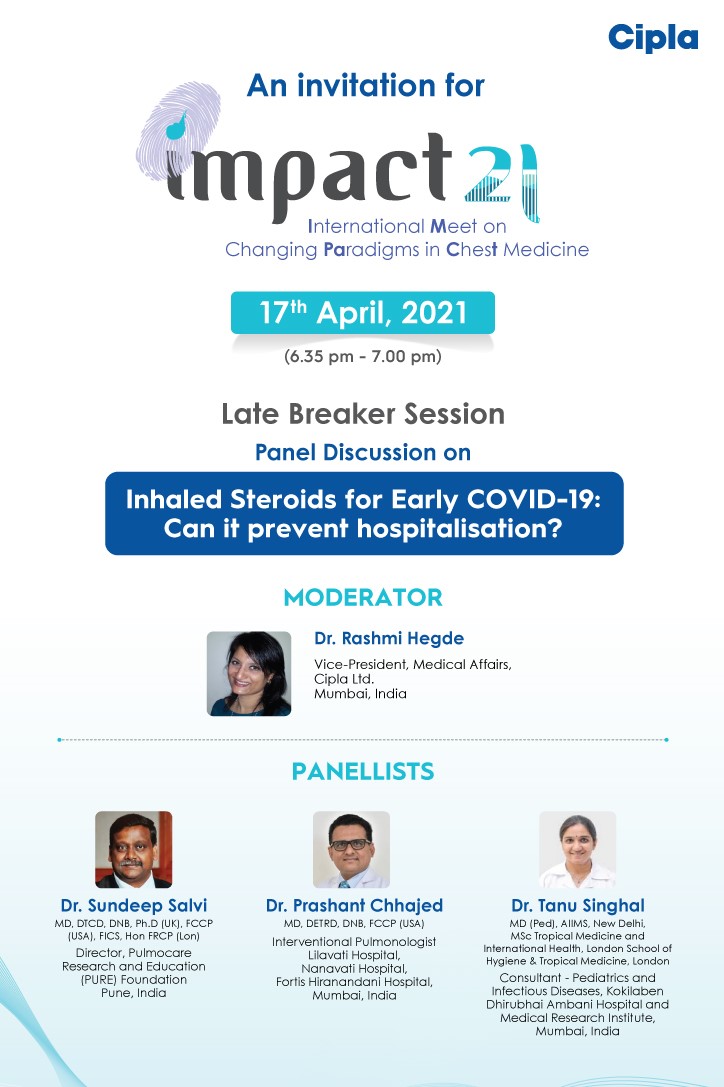 Cipla
An invitation for
impact21
International Meet on
Changing Paradigms in Chest Medicine
17th April, 2021
(6.35 pm - 7.00 pm)
Late Breaker Session
Panel Discussion on
Inhaled Steroids for Early COVID-19:
Can it prevent hospitalisation?
MODERATOR
Dr. Rashmi Hegde
Vice-President, Medical Affairs,
Cipla Ltd.
Mumbai, India
PANELLISTS
Dr. Sundeep Salvi
MD, DTCD, DNB, Ph.D (UK), FCCP
(USA), FICS, Hon FRCP (Lon)
Director, Pulmocare
Research and Education
(PURE) Foundation
Pune, India
Dr. Prashant Chhajed
MD, DETRD, DNB, FCCP (USA)
Interventional Pulmonologist
Lilavati Hospital,
Nanavati Hospital,
Fortis Hiranandani Hospital,
Mumbai, India
Dr. Tanu Singhal
MD (Ped), AIIMS, New Delhi,
MSc Tropical Medicine and
International Health, London School of
Hygiene & Tropical Medicine, London
Consultant - Pediatrics and
Infectious Diseases, Kokilaben
Dhirubhai Ambani Hospital and
Medical Research Institute,
Mumbai, India